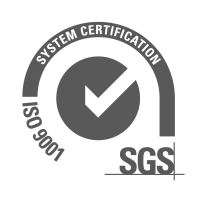 SYSTEM CERTIFICATION
ISO 9001
SGS